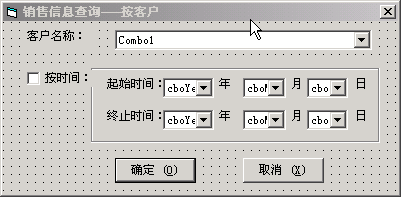 销售信息查询---按客户
客户名称：
Combo1
按时间：
起始时间： cboYe 年 cboM 月 cbo 日
终止时间： cboYe 年 cboM 月 cbo 日
确定 (O) 取消 (X)